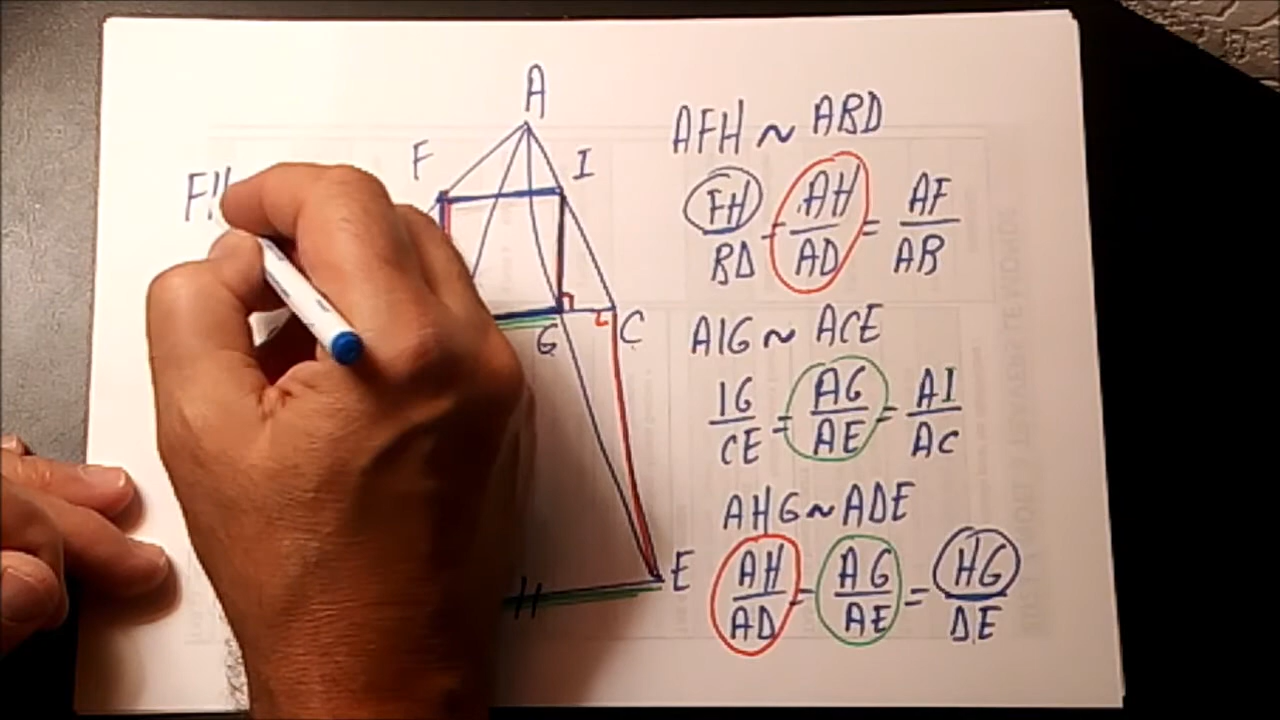 A
F
I
FH
G
C
E
AFH ~ ABD
FH/BD = AH/AD = AF/AB
AIG ~ ACE
IG/CE = AG/AE = AI/AC
AHG ~ ADE
AH/AD = AG/AE = HG/DE